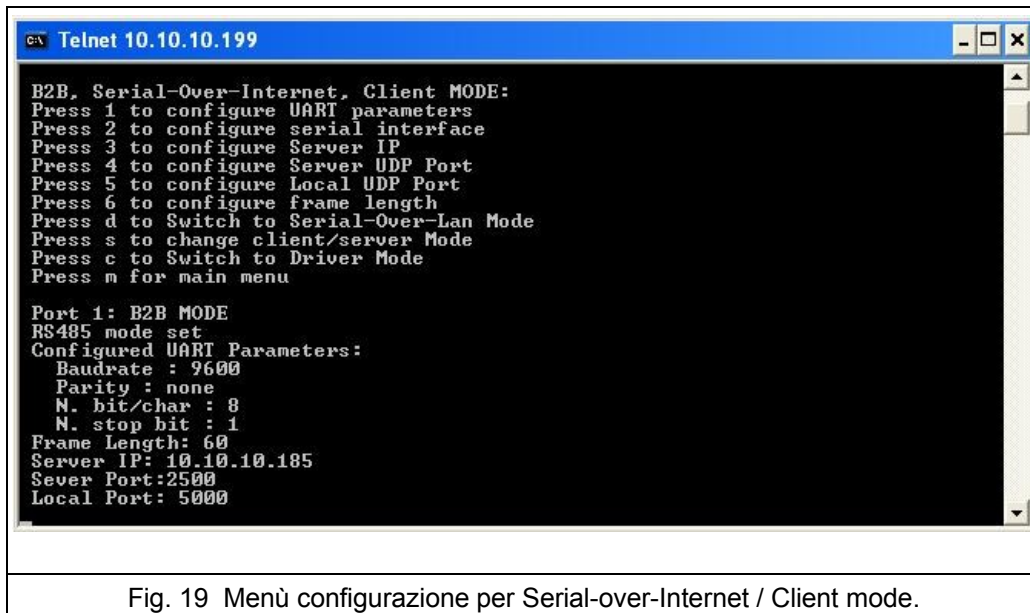 Telnet 10.10.10.199
B2B, Serial-Over-Internet, Client MODE:
Press 1 to configure UART parameters
Press 2 to configure serial interface
Press 3 to configure Server IP
Press 4 to configure Server UDP Port
Press 5 to configure Local UDP Port
Press 6 to configure frame length
Press d to Switch to Serial-Over-Lan Mode
Press s to change client/server Mode
Press c to Switch to Driver Mode
Press m for main menu
Port 1: B2B MODE
RS485 mode set
Configured UART Parameters:
Baudrate : 9600
Parity : none
N. bit/char : 8
N. stop bit : 1
Frame Length: 60
Server IP: 10.10.10.185
Sever Port:2500
Local Port: 5000
Fig. 19 Menù configurazione per Serial-over-Internet / Client mode.